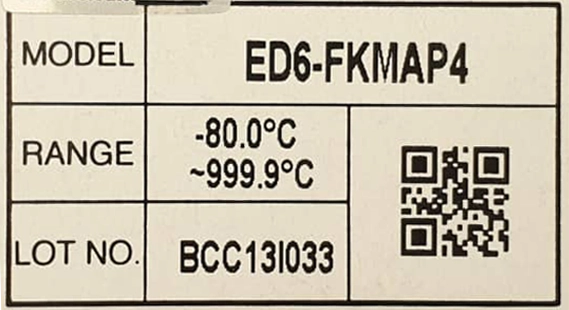 MODEL ED6-FKMAP4
RANGE -80.0°C
~999.9°C
LOT NO. BCC13I033